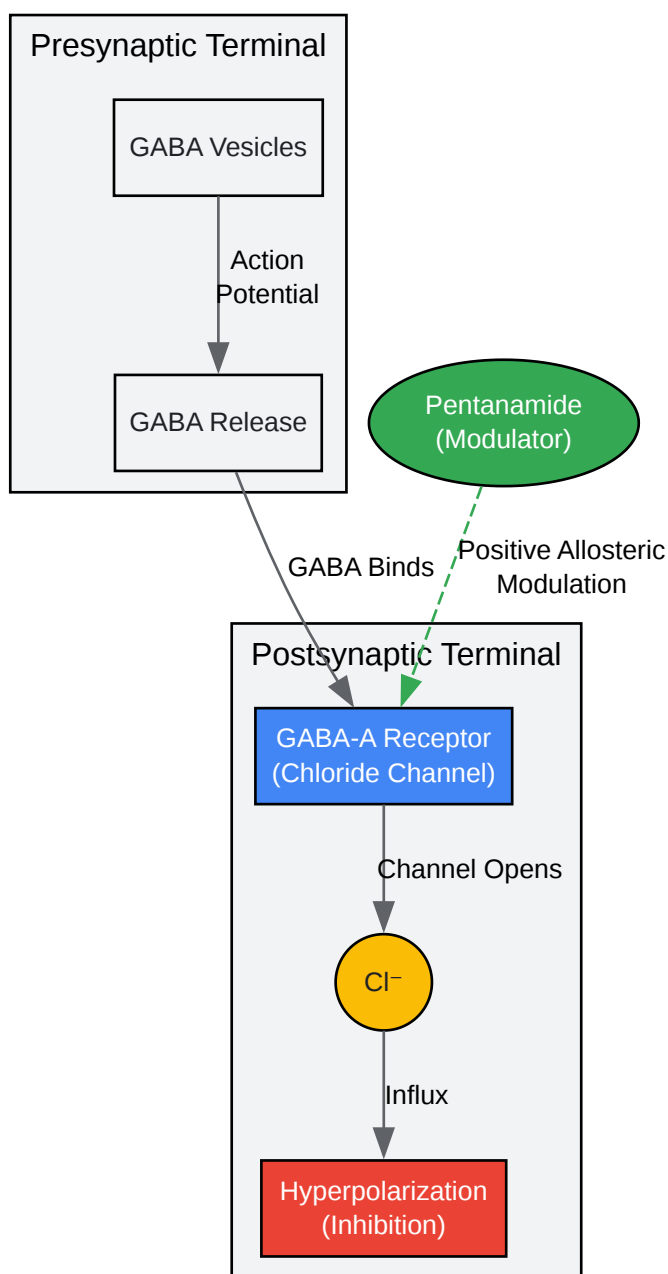 Presynaptic Terminal
GABA Vesicles
Action
Potential
GABA Release
Pentanamide
(Modulator)
GABA Binds
Positive Allosteric
Modulation
Postsynaptic Terminal
GABA-A Receptor
(Chloride Channel)
Channel Opens
Cl⁻
Influx
Hyperpolarization
(Inhibition)